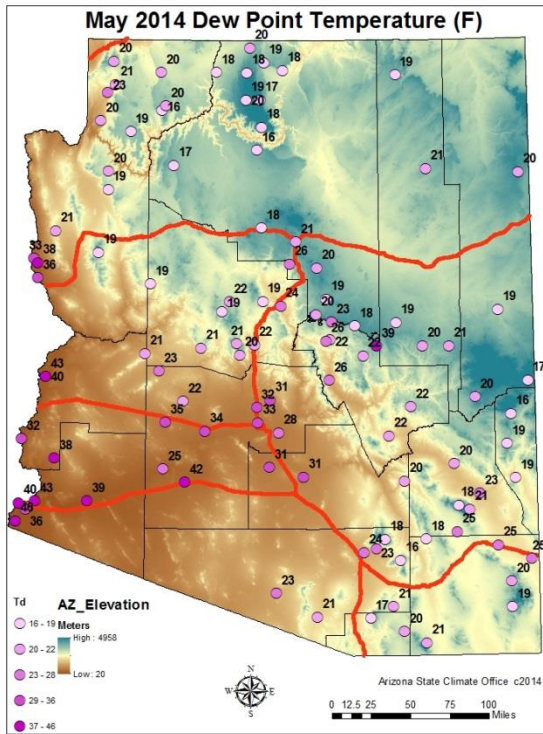 May 2014 Dew Point Temperature (F)
20
20 20 18 18 19 18
21 19
23 19 17
20 16 20
19 18
16
20 17 21 20
19
21 18 21
33 38 26
36 19 20
19 22 19 24 19
19 20 23 18 19
21 21 22 20 22 26 39 20 21
43 23 26 17
40 22 31 22 20 16
32 33
35 34 28 22 19
32 38 31
25 31 20 20 19
42 23
40 43 39 18 21
36 18 25
24 23 16 25
20
23 21 19
21 17 20
21
Td
16 - 19
20 - 22
23 - 28
29 - 36
37 - 46
AZ_Elevation
Meters
High : 4958
Low : 20
N
W E
S
Arizona State Climate Office c2014
0 12.5 25 50 75 100
Miles